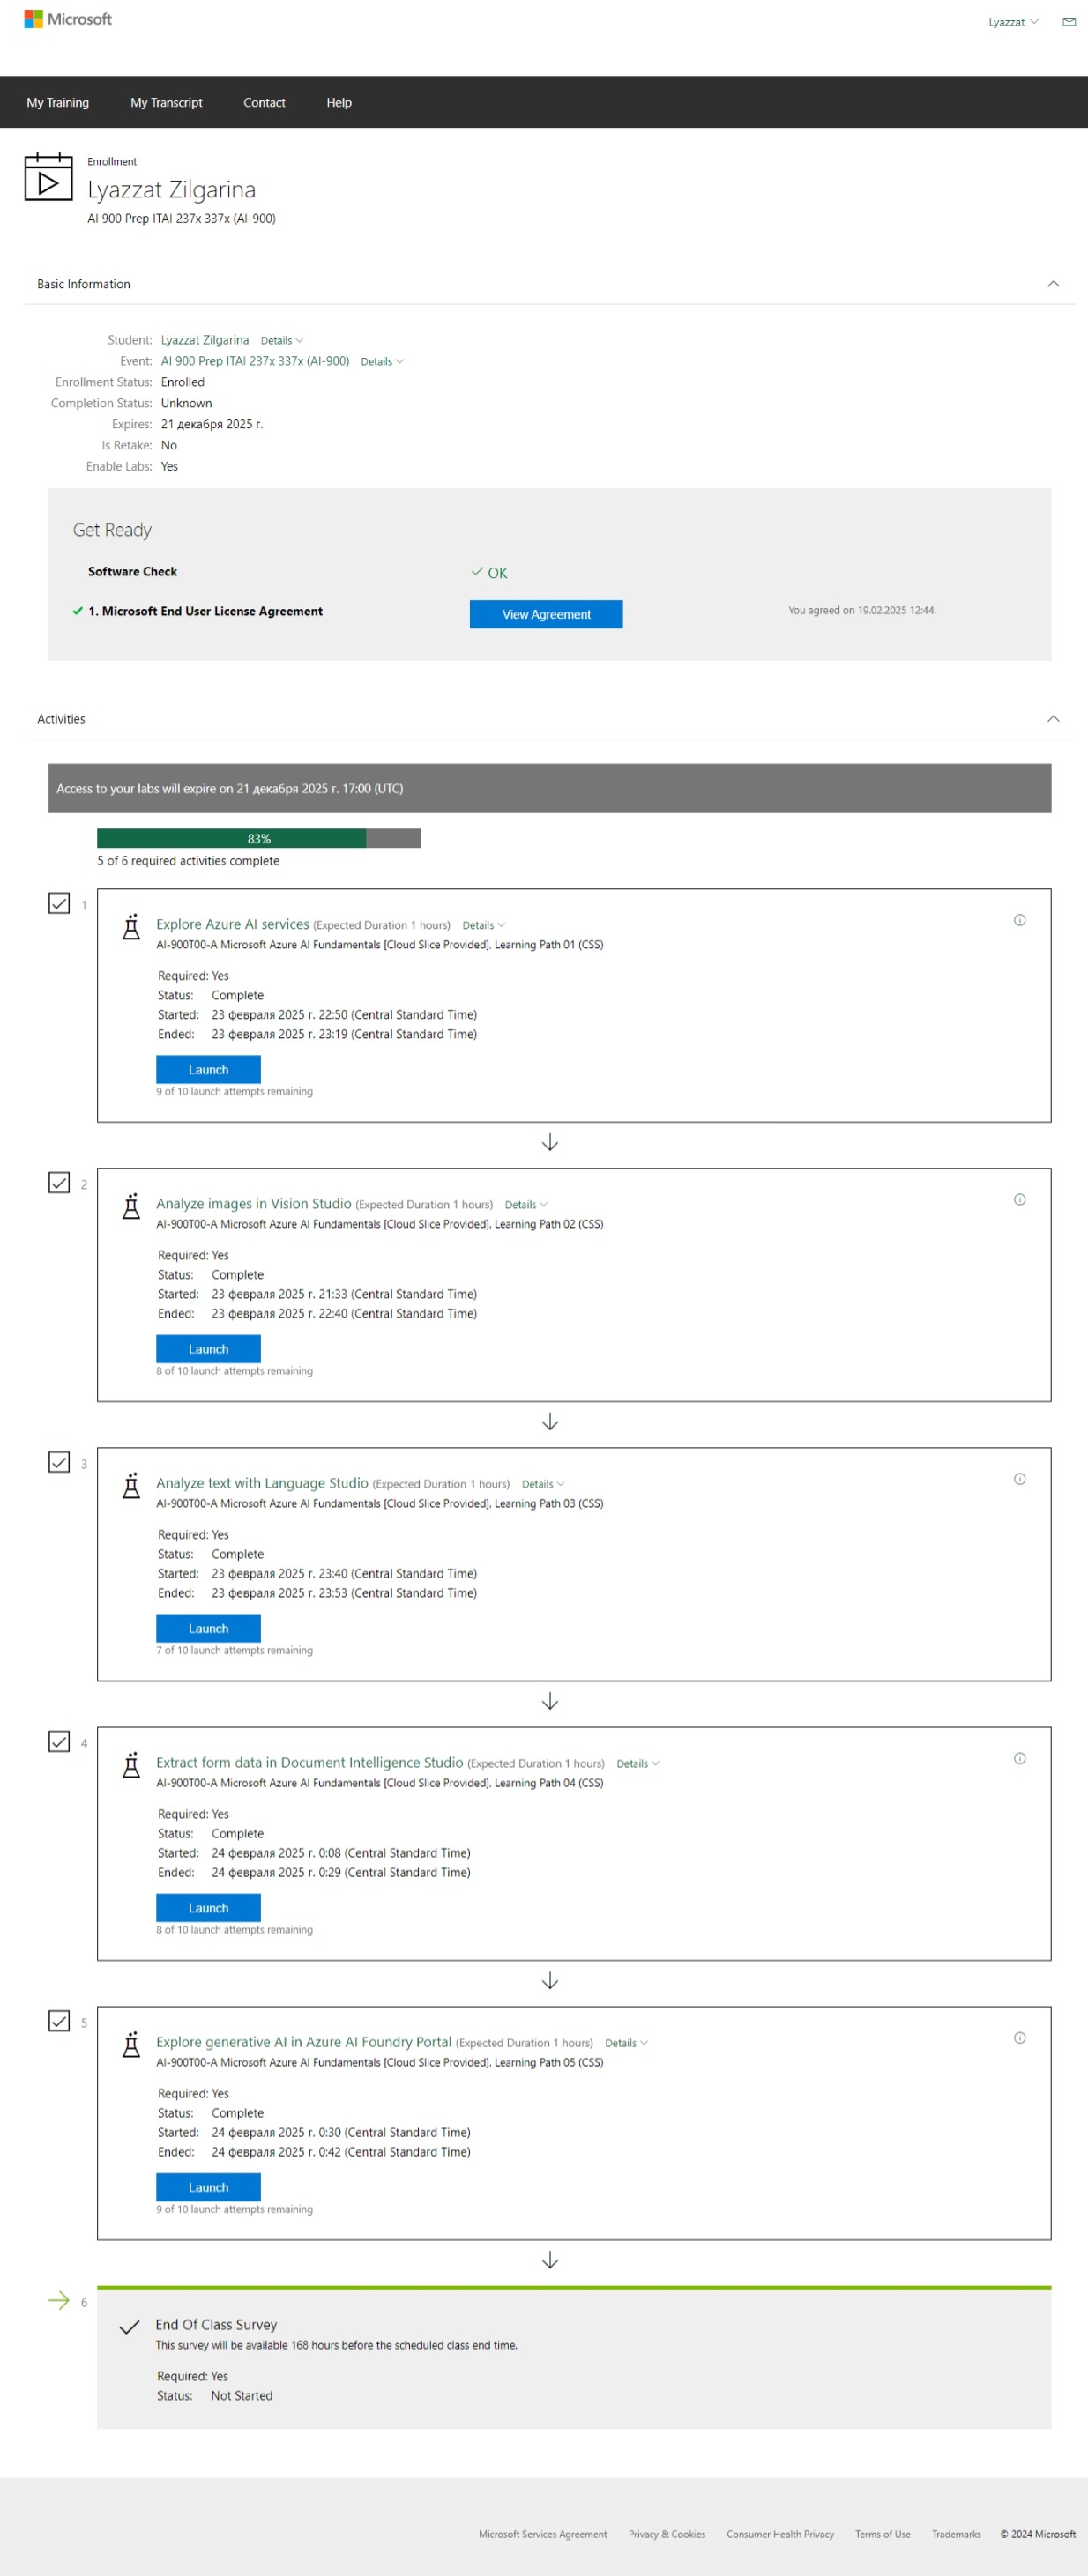 Microsoft
Lyazzat
My Training My Transcript Contact Help
Enrollment
Lyazzat Zilgarina
AI 900 Prep ITAI 237x 337x (AI-900)
Basic Information
Student: Lyazzat Zilgarina Details
Event: AI 900 Prep ITAI 237x 337x (AI-900) Details
Enrollment Status: Enrolled
Completion Status: Unknown
Expires: 21 декабря 2025 г.
Is Retake: No
Enable Labs: Yes
Get Ready
Software Check OK
1. Microsoft End User License Agreement View Agreement You agreed on 19.02.2025 12:44.
Activities
Access to your labs will expire on 21 декабря 2025 г. 17:00 (UTC)
83%
5 of 6 required activities complete
1
Explore Azure AI services (Expected Duration 1 hours) Details
AI-900T00-A Microsoft Azure AI Fundamentals [Cloud Slice Provided], Learning Path 01 (CSS)
Required: Yes
Status: Complete
Started: 23 февраля 2025 г. 22:50 (Central Standard Time)
Ended: 23 февраля 2025 г. 23:19 (Central Standard Time)
Launch
9 of 10 launch attempts remaining
2
Analyze images in Vision Studio (Expected Duration 1 hours) Details
AI-900T00-A Microsoft Azure AI Fundamentals [Cloud Slice Provided], Learning Path 02 (CSS)
Required: Yes
Status: Complete
Started: 23 февраля 2025 г. 21:33 (Central Standard Time)
Ended: 23 февраля 2025 г. 22:40 (Central Standard Time)
Launch
8 of 10 launch attempts remaining
3
Analyze text with Language Studio (Expected Duration 1 hours) Details
AI-900T00-A Microsoft Azure AI Fundamentals [Cloud Slice Provided], Learning Path 03 (CSS)
Required: Yes
Status: Complete
Started: 23 февраля 2025 г. 23:40 (Central Standard Time)
Ended: 23 февраля 2025 г. 23:53 (Central Standard Time)
Launch
7 of 10 launch attempts remaining
4
Extract form data in Document Intelligence Studio (Expected Duration 1 hours) Details
AI-900T00-A Microsoft Azure AI Fundamentals [Cloud Slice Provided], Learning Path 04 (CSS)
Required: Yes
Status: Complete
Started: 24 февраля 2025 г. 0:08 (Central Standard Time)
Ended: 24 февраля 2025 г. 0:29 (Central Standard Time)
Launch
8 of 10 launch attempts remaining
5
Explore generative AI in Azure AI Foundry Portal (Expected Duration 1 hours) Details
AI-900T00-A Microsoft Azure AI Fundamentals [Cloud Slice Provided], Learning Path 05 (CSS)
Required: Yes
Status: Complete
Started: 24 февраля 2025 г. 0:30 (Central Standard Time)
Ended: 24 февраля 2025 г. 0:42 (Central Standard Time)
Launch
9 of 10 launch attempts remaining
6
End Of Class Survey
This survey will be available 168 hours before the scheduled class end time.
Required: Yes
Status: Not Started
Microsoft Services Agreement Privacy & Cookies Consumer Health Privacy Terms of Use Trademarks © 2024 Microsoft